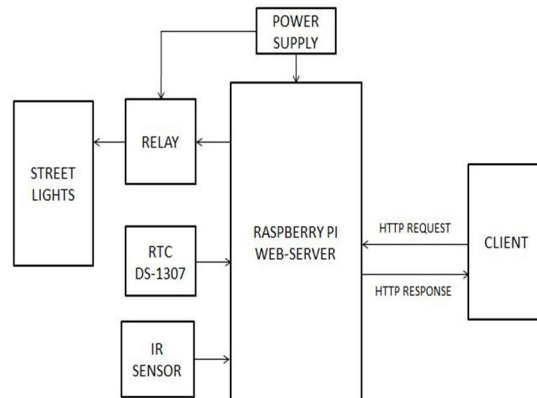 POWER
SUPPLY
RELAY
STREET
LIGHTS
RASPBERRY PI
WEB-SERVER
HTTP REQUEST
CLIENT
RTC
DS-1307
HTTP RESPONSE
IR
SENSOR